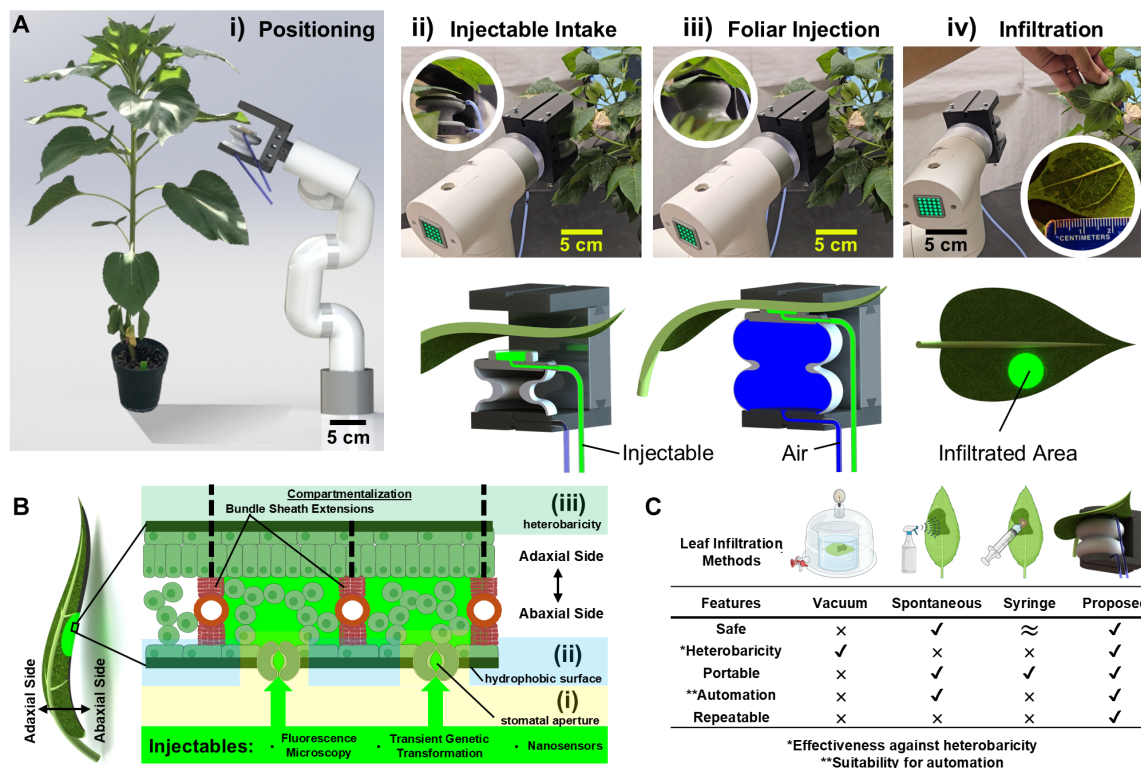 A
i) Positioning
5 cm
ii) Injectable Intake
5 cm
iii) Foliar Injection
5 cm
iv) Infiltration
5 cm
1 2
CENTIMETERS
Injectable
Air
Infiltrated Area
B
Adaxial Side
Abaxial Side
Compartmentalization
Bundle Sheath Extensions
(iii)
heterobaricity
Adaxial Side
Abaxial Side
(ii)
hydrophobic surface
(i)
stomatal aperture
Injectables: · Fluorescence Microscopy · Transient Genetic Transformation · Nanosensors
C
Leaf Infiltration
Methods
Features Vacuum Spontaneous Syringe Proposed
Safe × ✓ ≈ ✓
*Heterobaricity ✓ × × ✓
Portable × ✓ ✓ ✓
**Automation × ✓ × ✓
Repeatable × × × ✓
*Effectiveness against heterobaricity
**Suitability for automation